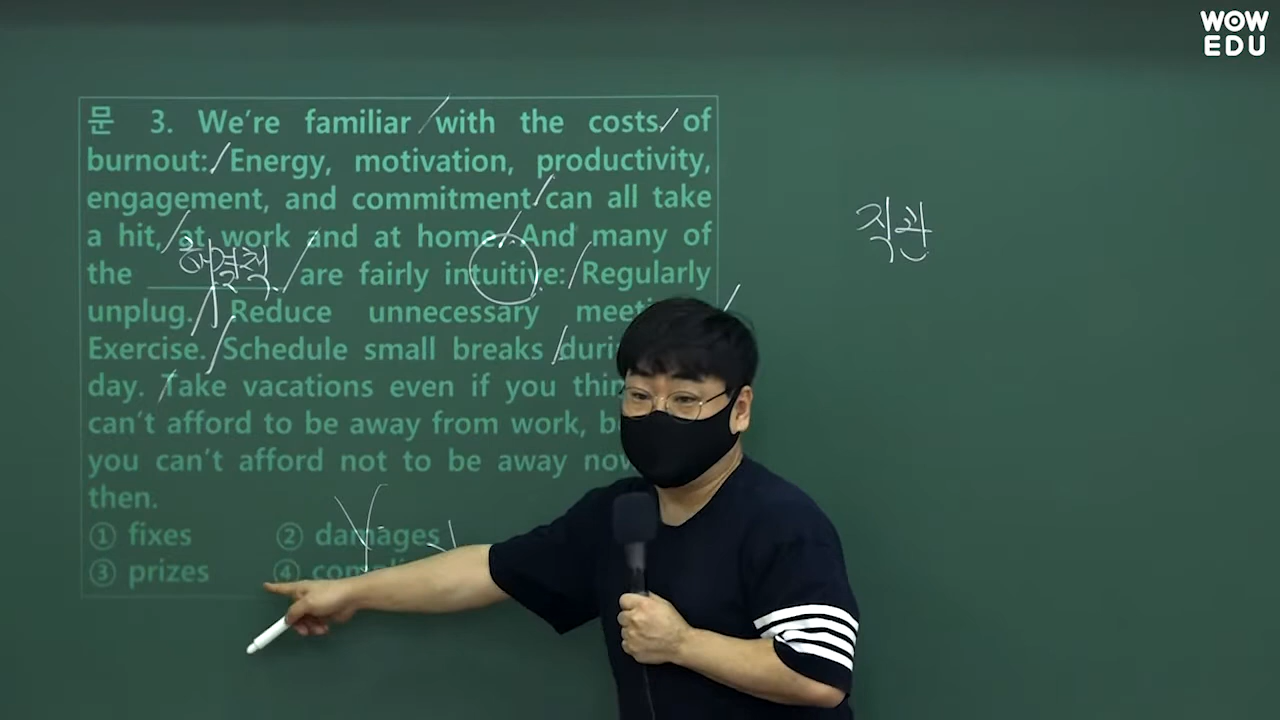 WOW
EDU
문 3. We're familiar with the costs of
burnout: Energy, motivation, productivity,
engagement, and commitment can all take
a hit, at work and at home. And many of
the ____________ are fairly intuitive: Regularly
해결책
unplug. Reduce unnecessary
Exercise. Schedule small breaks
day. Take vacations even if you
can't afford to be away from work,
you can't afford not to be away
then.
① fixes ② damages
③ prizes ④
직관